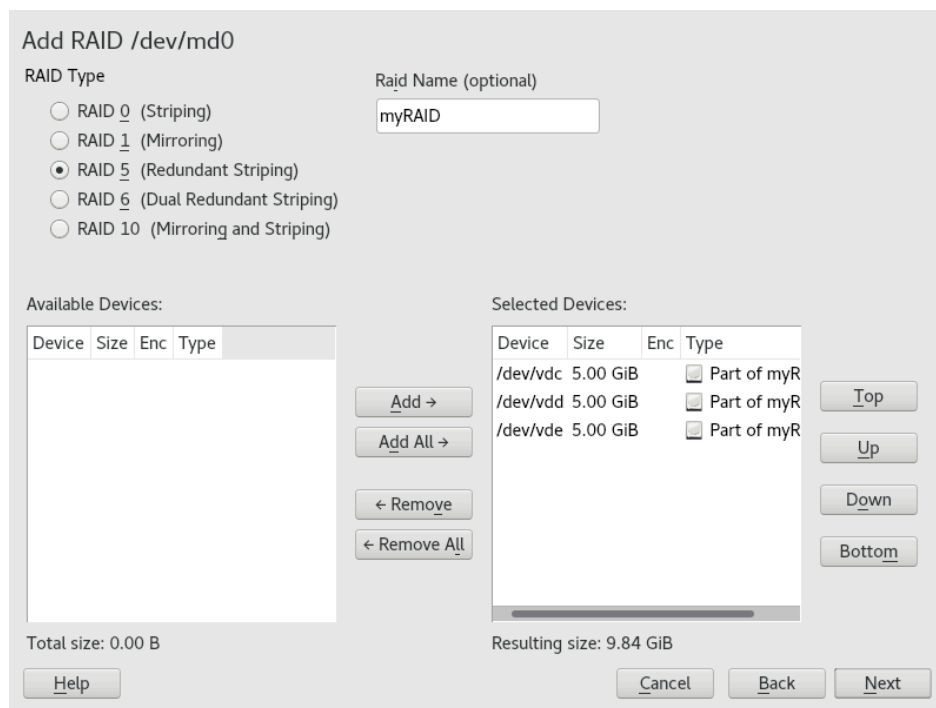 Add RAID /dev/md0
RAID Type
Raid Name (optional)
RAID 0 (Striping)
myRAID
RAID 1 (Mirroring)
RAID 5 (Redundant Striping)
RAID 6 (Dual Redundant Striping)
RAID 10 (Mirroring and Striping)
Available Devices:
Device Size Enc Type
Add →
Add All →
← Remove
← Remove All
Total size: 0.00 B
Selected Devices:
Device Size Enc Type
/dev/vdc 5.00 GiB Part of myR
/dev/vdd 5.00 GiB Part of myR
/dev/vde 5.00 GiB Part of myR
Resulting size: 9.84 GiB
Top
Up
Down
Bottom
Help
Cancel
Back
Next